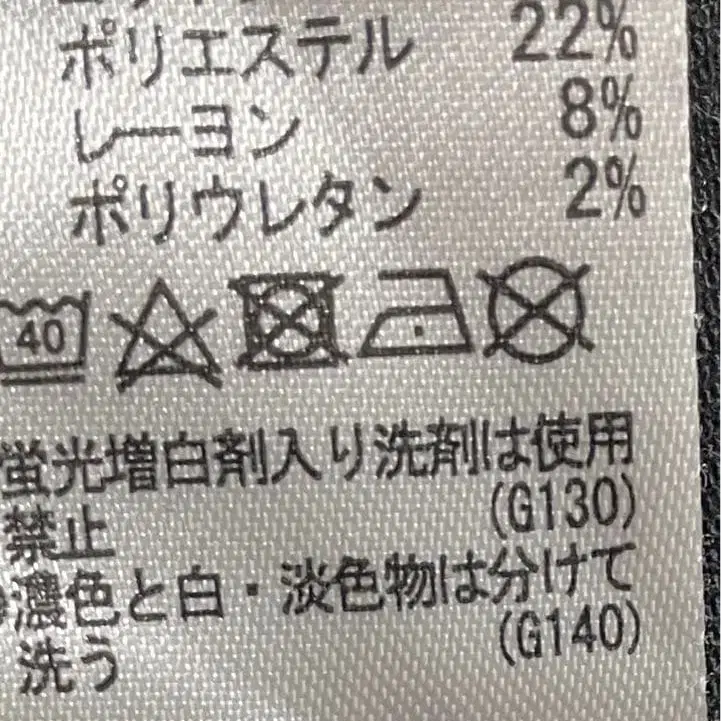 ポリエステル 22%
レーヨン 8%
ポリウレタン 2%
40
蛍光増白剤入り洗剤は使用
禁止 (G130)
濃色と白・淡色物は分けて
洗う (G140)